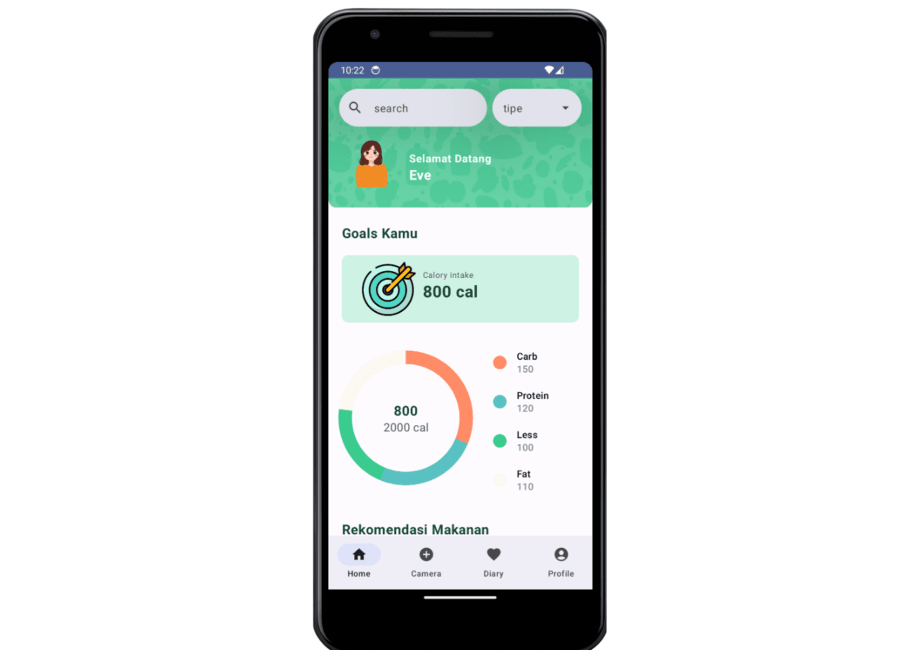 10:22
search
tipe
Selamat Datang
Eve
Goals Kamu
Calory intake
800 cal
800
2000 cal
Carb
150
Protein
120
Less
100
Fat
110
Rekomendasi Makanan
Home
Camera
Diary
Profile